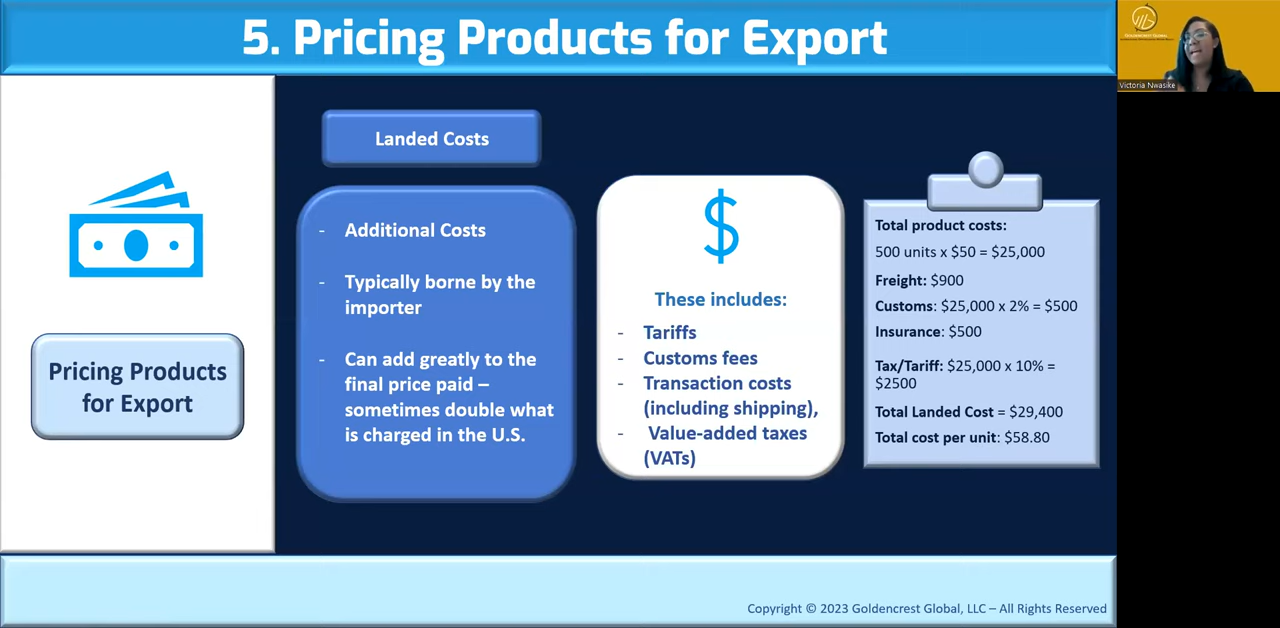 5. Pricing Products for Export
Victoria Nwasike
Pricing Products
for Export
Landed Costs
- Additional Costs
- Typically borne by the
importer
- Can add greatly to the
final price paid –
sometimes double what
is charged in the U.S.
$
These includes:
- Tariffs
- Customs fees
- Transaction costs
(including shipping),
- Value-added taxes
(VATs)
Total product costs:
500 units x $50 = $25,000
Freight: $900
Customs: $25,000 x 2% = $500
Insurance: $500
Tax/Tariff: $25,000 x 10% =
$2500
Total Landed Cost = $29,400
Total cost per unit: $58.80
Copyright © 2023 Goldencrest Global, LLC – All Rights Reserved